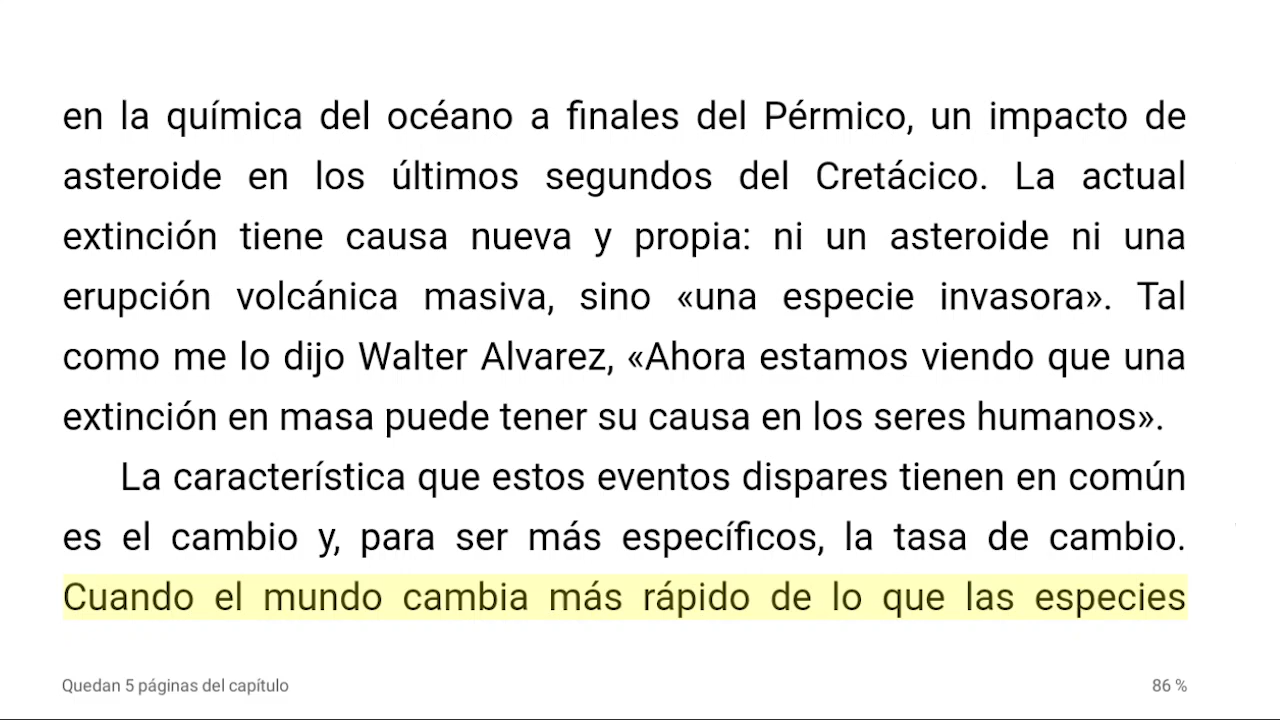 en la química del océano a finales del Pérmico, un impacto de
asteroide en los últimos segundos del Cretácico. La actual
extinción tiene causa nueva y propia: ni un asteroide ni una
erupción volcánica masiva, sino «una especie invasora». Tal
como me lo dijo Walter Alvarez, «Ahora estamos viendo que una
extinción en masa puede tener su causa en los seres humanos».
La característica que estos eventos dispares tienen en común
es el cambio y, para ser más específicos, la tasa de cambio.
Cuando el mundo cambia más rápido de lo que las especies
Quedan 5 páginas del capítulo
86 %